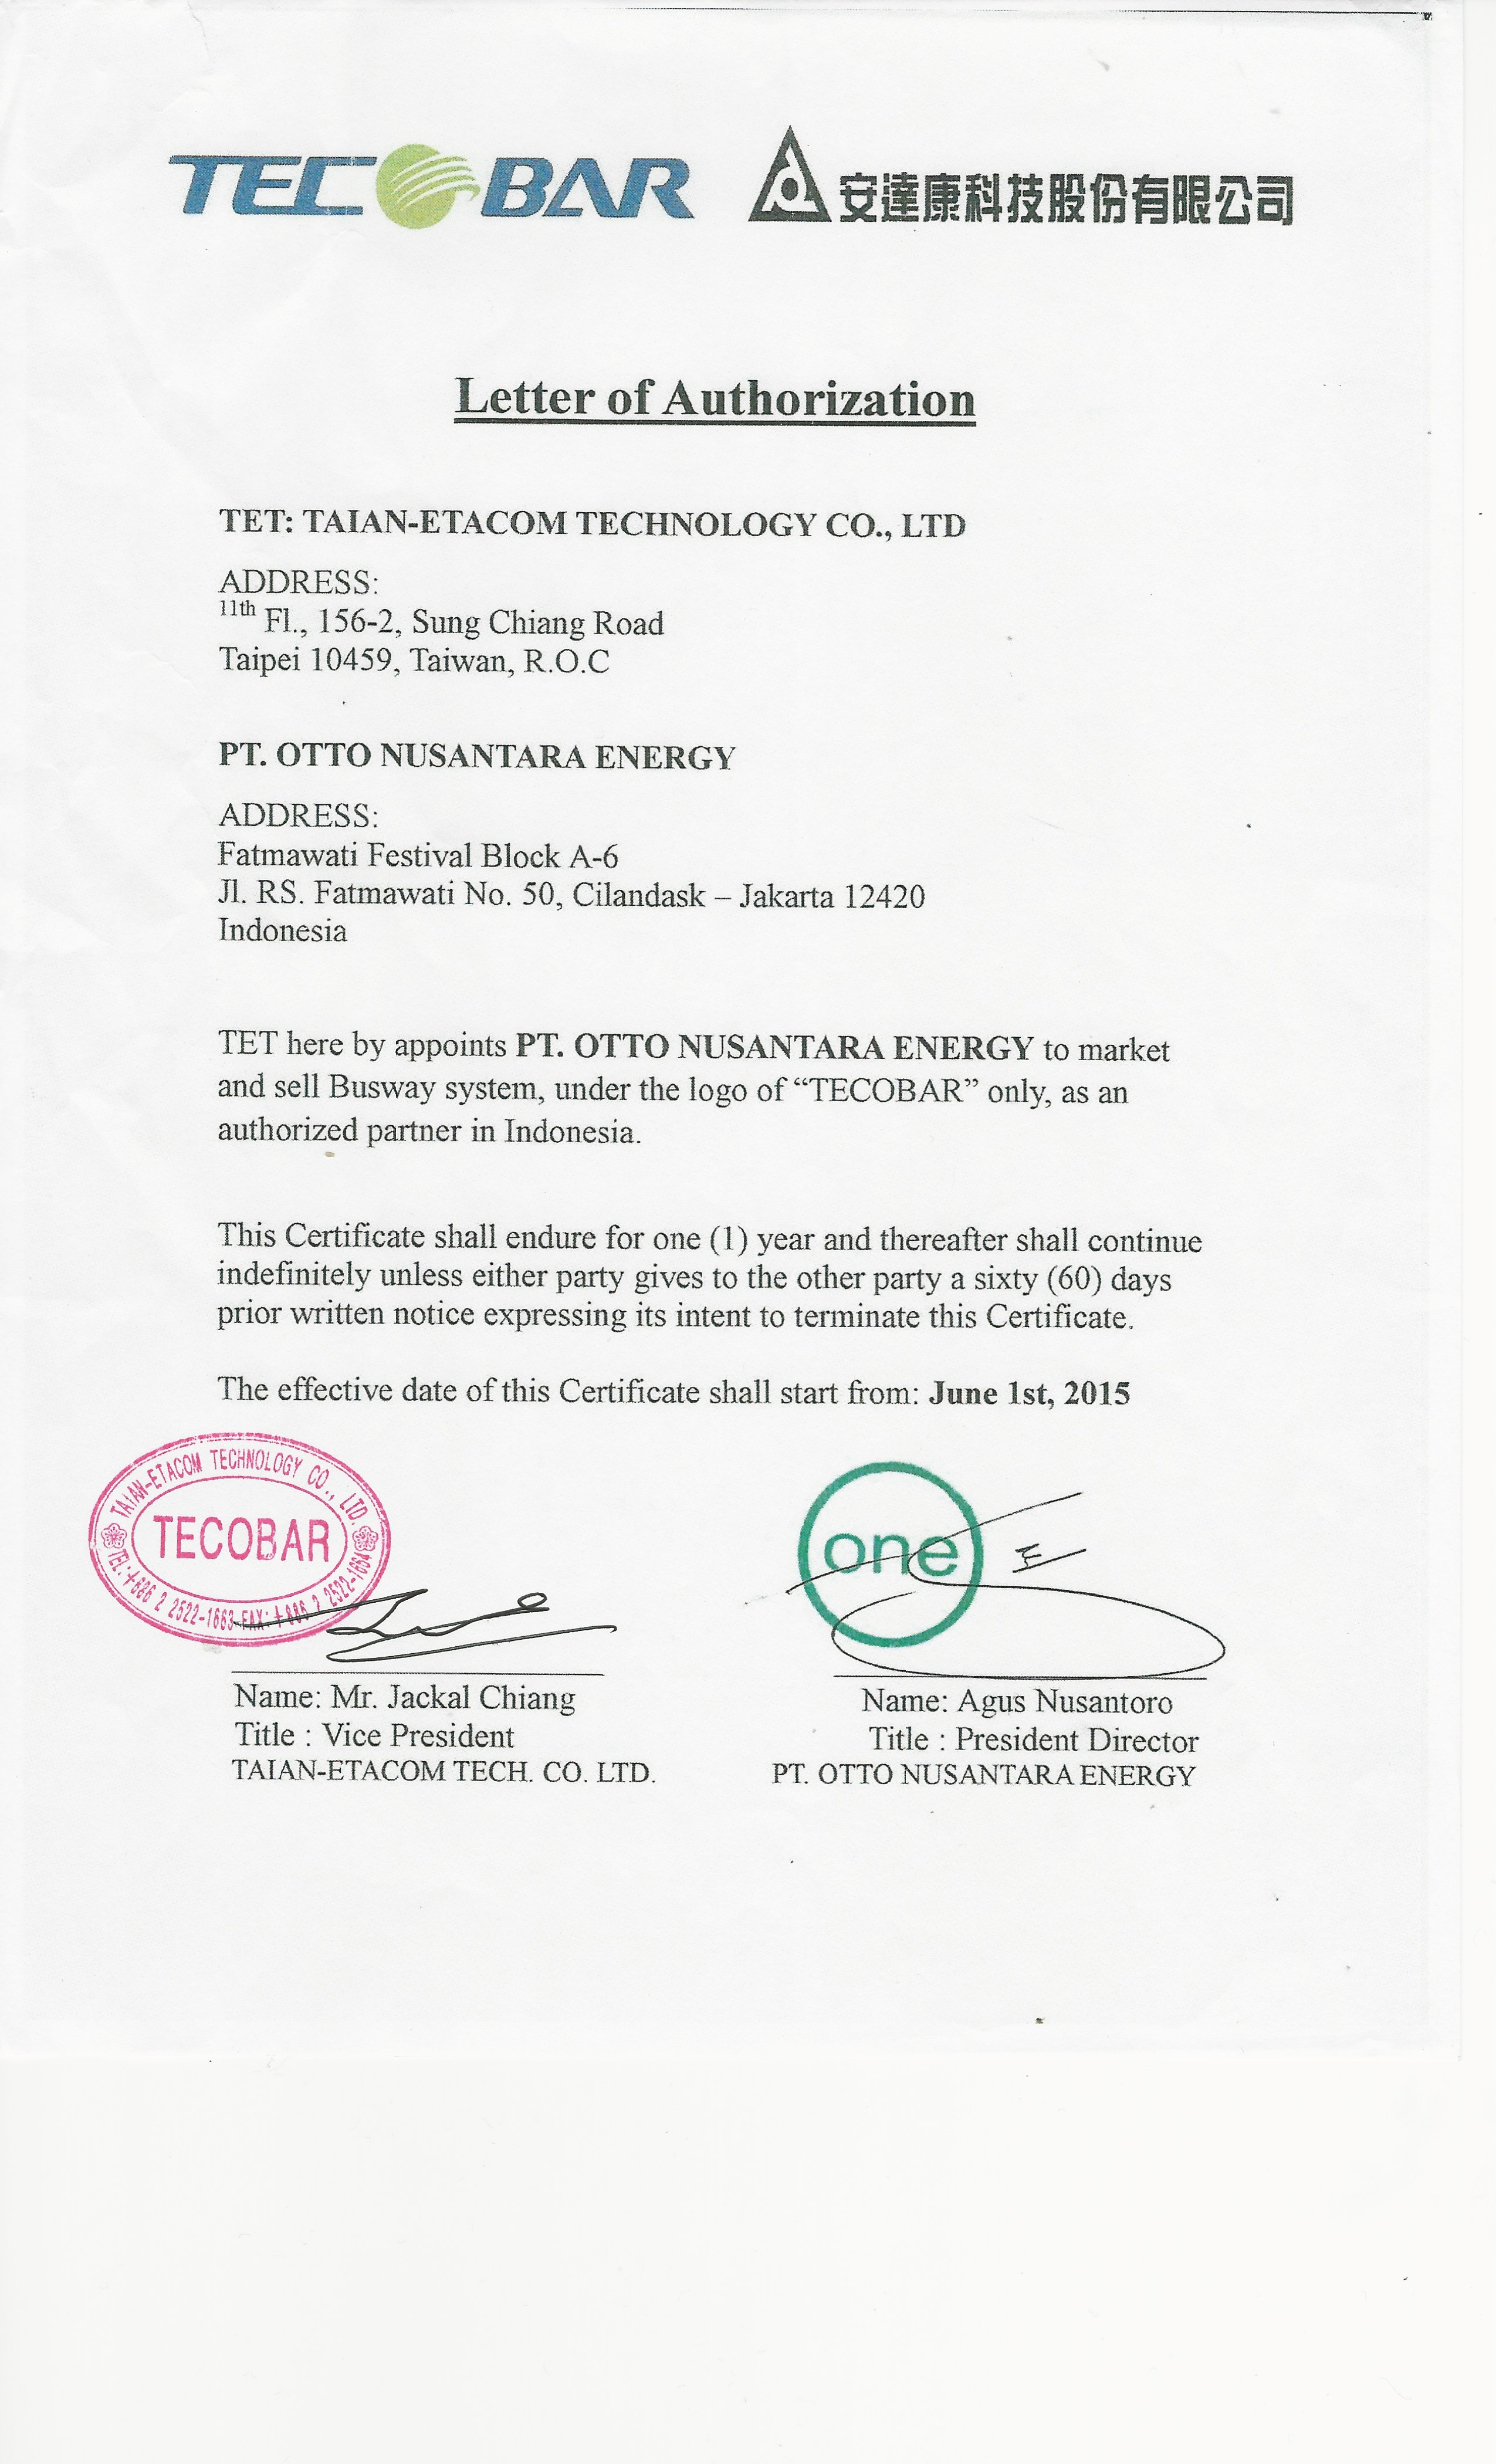 TECOBAR 安達康科技股份有限公司
Letter of Authorization
TET: TAIAN-ETACOM TECHNOLOGY CO., LTD
ADDRESS:
11th Fl., 156-2, Sung Chiang Road
Taipei 10459, Taiwan, R.O.C
PT. OTTO NUSANTARA ENERGY
ADDRESS:
Fatmawati Festival Block A-6
Jl. RS. Fatmawati No. 50, Cilandask – Jakarta 12420
Indonesia
TET here by appoints PT. OTTO NUSANTARA ENERGY to market
and sell Busway system, under the logo of “TECOBAR” only, as an
authorized partner in Indonesia.
This Certificate shall endure for one (1) year and thereafter shall continue
indefinitely unless either party gives to the other party a sixty (60) days
prior written notice expressing its intent to terminate this Certificate.
The effective date of this Certificate shall start from: June 1st, 2015
TAIAN-ETACOM TECHNOLOGY CO., LTD.
TECOBAR
TEL:+886 2 2522-1663 FAX:+886 2 2522-1664
one
Name: Mr. Jackal Chiang
Title : Vice President
TAIAN-ETACOM TECH. CO. LTD.
Name: Agus Nusantoro
Title : President Director
PT. OTTO NUSANTARA ENERGY